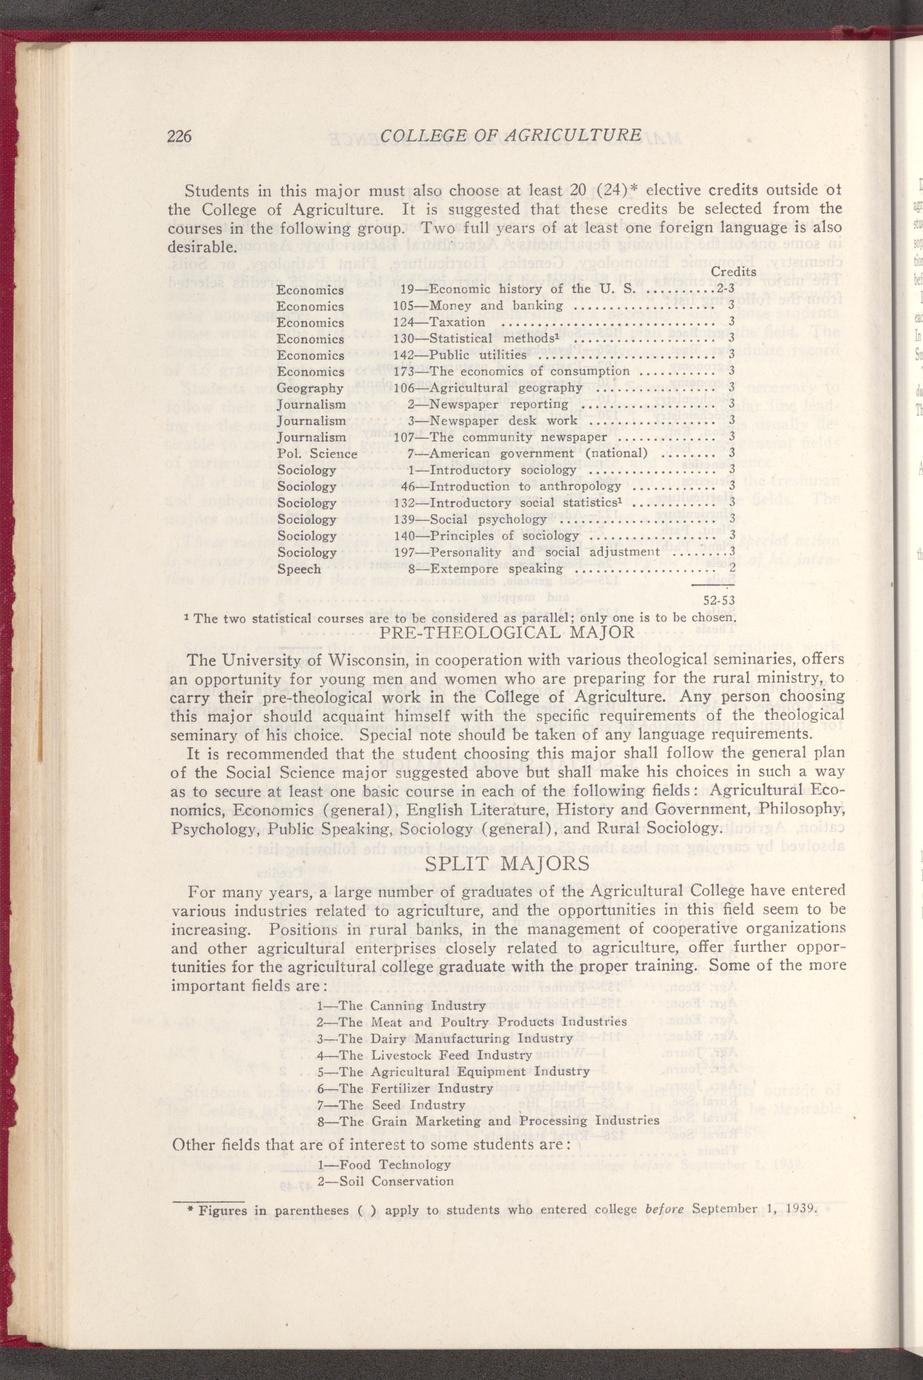 226 COLLEGE OF AGRICULTURE
Students in this major must also choose at least 20 (24)* elective credits outside ot
the College of Agriculture. It is suggested that these credits be selected from the
courses in the following group. Two full years of at least one foreign language is also
desirable.
Credits
Economics 19—Economic history of the U. S. ..........2-3
Economics 105—Money and banking .................... 3
Economics 124—Taxation .............................. 3
Economics 130—Statistical methods¹ .................... 3
Economics 142—Public utilities ......................... 3
Economics 173—The economics of consumption ........... 3
Geography 106—Agricultural geography ................. 3
Journalism 2—Newspaper reporting ................... 3
Journalism 3—Newspaper desk work .................. 3
Journalism 107—The community newspaper .............. 3
Pol. Science 7—American government (national) ........ 3
Sociology 1—Introductory sociology .................. 3
Sociology 46—Introduction to anthropology ............ 3
Sociology 132—Introductory social statistics¹ ............ 3
Sociology 139—Social psychology ...................... 3
Sociology 140—Principles of sociology .................. 3
Sociology 197—Personality and social adjustment ........3
Speech 8—Extempore speaking .................... 2
52-53
¹ The two statistical courses are to be considered as parallel; only one is to be chosen.
PRE-THEOLOGICAL MAJOR
The University of Wisconsin, in cooperation with various theological seminaries, offers
an opportunity for young men and women who are preparing for the rural ministry, to
carry their pre-theological work in the College of Agriculture. Any person choosing
this major should acquaint himself with the specific requirements of the theological
seminary of his choice. Special note should be taken of any language requirements.
It is recommended that the student choosing this major shall follow the general plan
of the Social Science major suggested above but shall make his choices in such a way
as to secure at least one basic course in each of the following fields: Agricultural Eco-
nomics, Economics (general), English Literature, History and Government, Philosophy,
Psychology, Public Speaking, Sociology (general), and Rural Sociology.
SPLIT MAJORS
For many years, a large number of graduates of the Agricultural College have entered
various industries related to agriculture, and the opportunities in this field seem to be
increasing. Positions in rural banks, in the management of cooperative organizations
and other agricultural enterprises closely related to agriculture, offer further oppor-
tunities for the agricultural college graduate with the proper training. Some of the more
important fields are:
1—The Canning Industry
2—The Meat and Poultry Products Industries
3—The Dairy Manufacturing Industry
4—The Livestock Feed Industry
5—The Agricultural Equipment Industry
6—The Fertilizer Industry
7—The Seed Industry
8—The Grain Marketing and Processing Industries
Other fields that are of interest to some students are:
1—Food Technology
2—Soil Conservation
* Figures in parentheses ( ) apply to students who entered college before September 1, 1939.